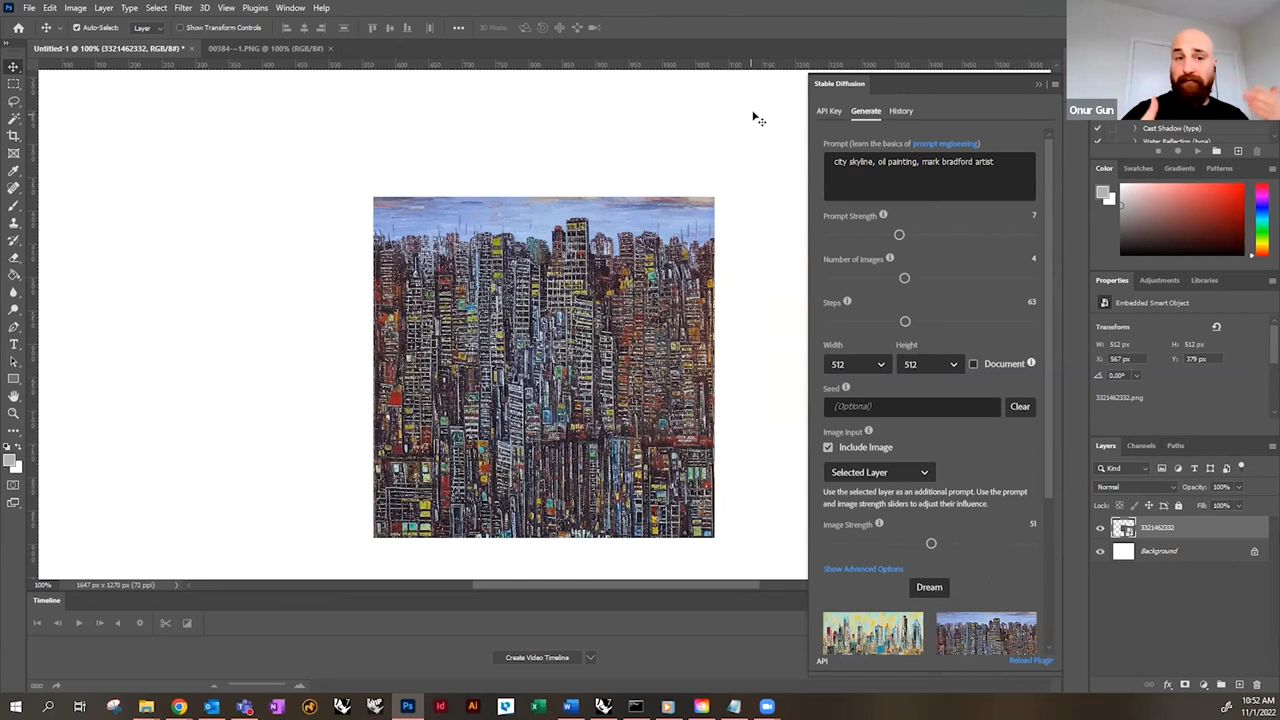 File Edit Image Layer Type Select Filter 3D View Plugins Window Help
Auto-Select: Layer Show Transform Controls 3D Mode:
Untitled-1 @ 100% (3321462332, RGB/8#) * × 00384-~1.PNG @ 100% (RGB/8#) ×
Stable Diffusion
Onur Gun
API Key Generate History
Cast Shadow (type)
Water Reflection (Type)
Prompt (learn the basics of prompt engineering)
city skyline, oil painting, mark bradford artist
Color Swatches Gradients Patterns
Prompt Strength 7
Number of Images 4
Steps 63
Properties Adjustments Libraries
Embedded Smart Object
Transform
Width Height
512 512 Document
W: 512 px H: 512 px
X: 567 px Y: 379 px
0.00°
Seed
(Optional) Clear
3321462332.png
Image Input
Include Image
Selected Layer
Use the selected layer as an additional prompt. Use the prompt
and image strength sliders to adjust their influence.
Image Strength 51
Show Advanced Options
Dream
API Reload Plugin
Layers Channels Paths
Kind
Normal Opacity: 100%
Lock: Fill: 100%
3321462332
Background
100% 1647 px x 1270 px (72 ppi)
Timeline
Create Video Timeline
10:52 AM
11/1/2022